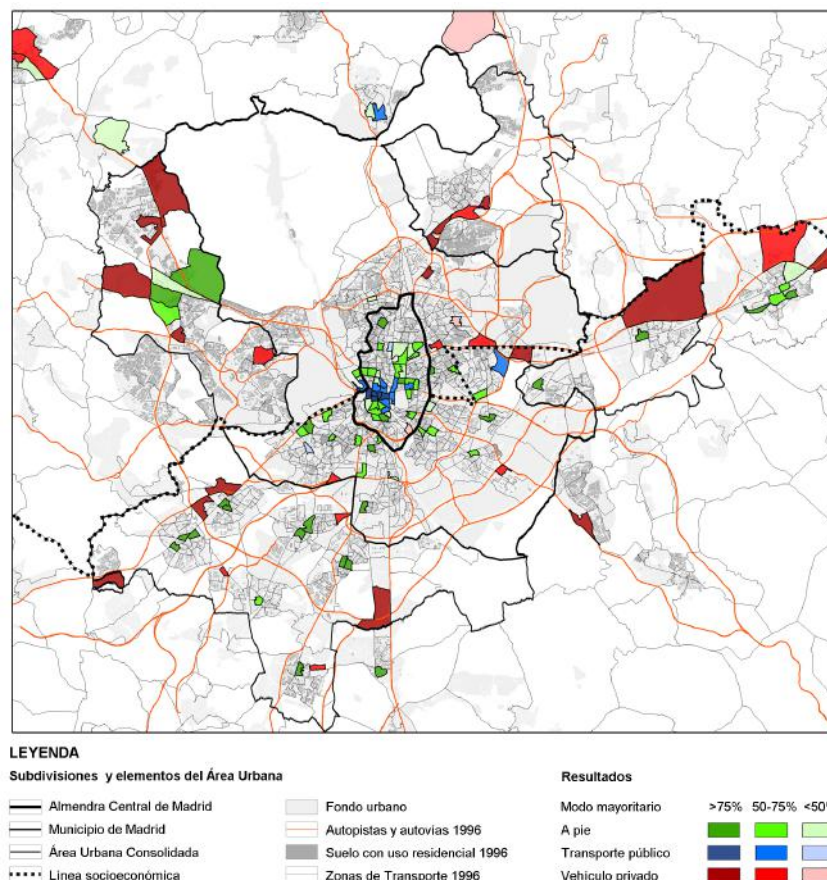 LEYENDA
Subdivisiones y elementos del Área Urbana
Almendra Central de Madrid
Municipio de Madrid
Área Urbana Consolidada
Linea socioeconómica
Fondo urbano
Autopistas y autovias 1996
Suelo con uso residencial 1996
Zonas de Transporte 1996
Resultados
Modo mayoritario >75% 50-75% <50%
A pie
Transporte público
Vehículo privado